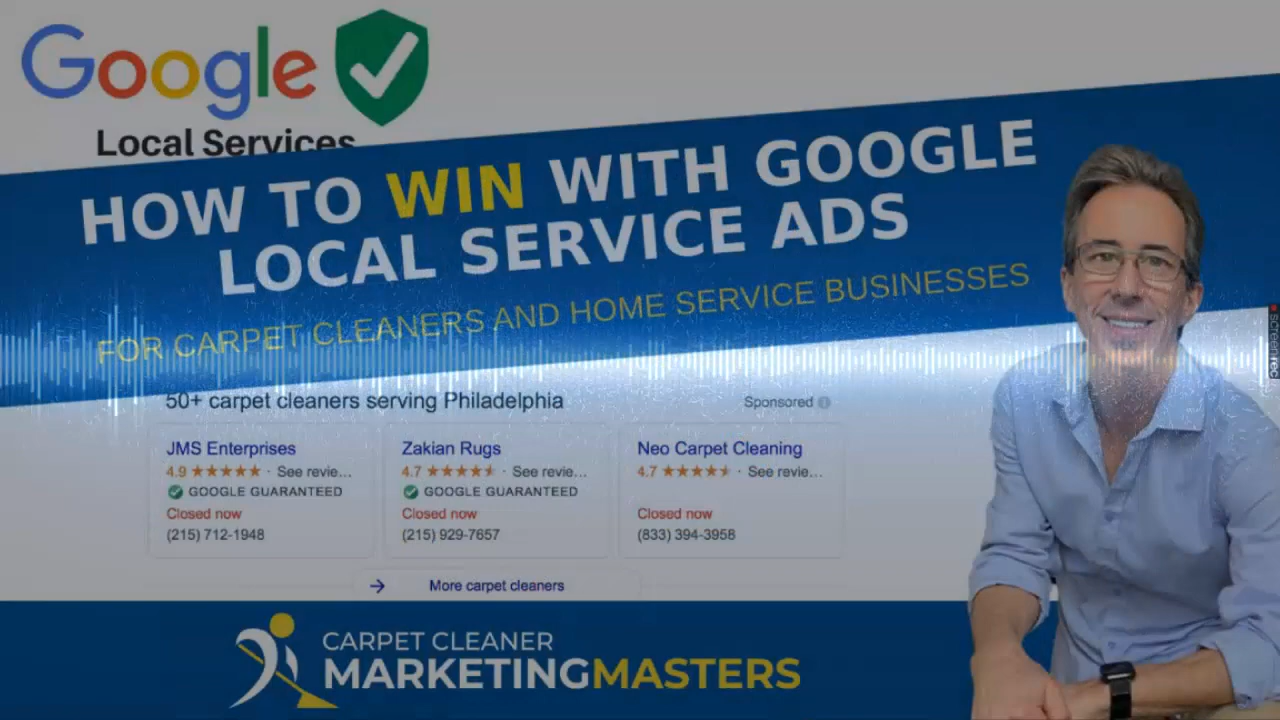 Google
Local Services
HOW TO WIN WITH GOOGLE
LOCAL SERVICE ADS
FOR CARPET CLEANERS AND HOME SERVICE BUSINESSES
50+ carpet cleaners serving Philadelphia
Sponsored
JMS Enterprises
4.9 ★★★★★ · See revie...
GOOGLE GUARANTEED
Closed now
(215) 712-1948
Zakian Rugs
4.7 ★★★★★ · See revie...
GOOGLE GUARANTEED
Closed now
(215) 929-7657
Neo Carpet Cleaning
4.7 ★★★★★ · See revie...
Closed now
(833) 394-3958
More carpet cleaners
CARPET CLEANER
MARKETINGMASTERS
screenrec